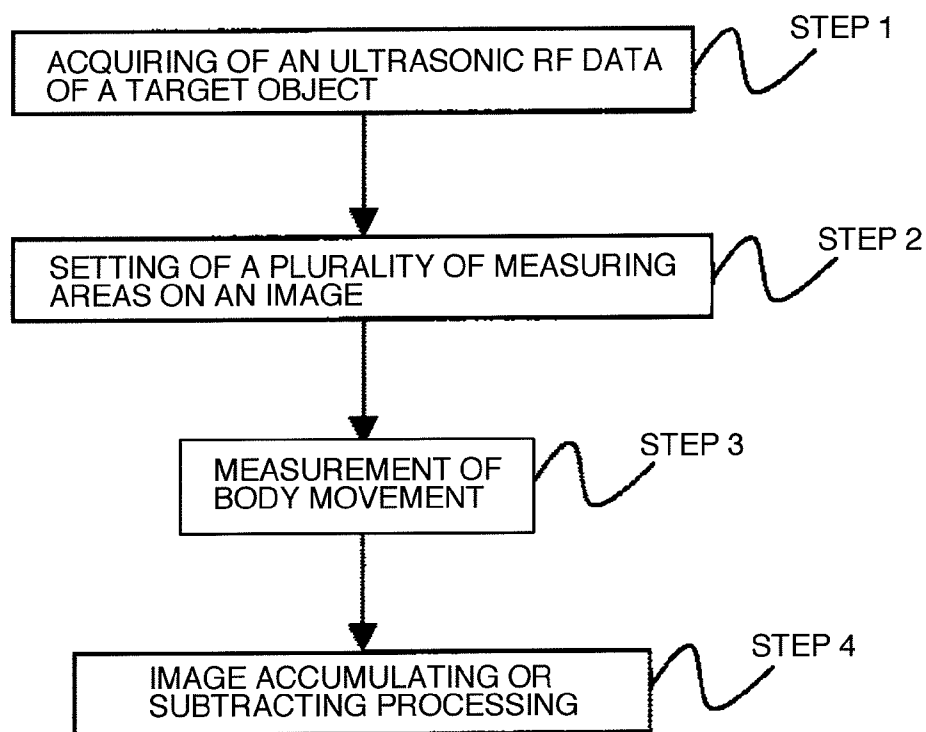 STEP 1
ACQUIRING OF AN ULTRASONIC RF DATA
OF A TARGET OBJECT
STEP 2
SETTING OF A PLURALITY OF MEASURING
AREAS ON AN IMAGE
STEP 3
MEASUREMENT OF
BODY MOVEMENT
STEP 4
IMAGE ACCUMULATING OR
SUBTRACTING PROCESSING